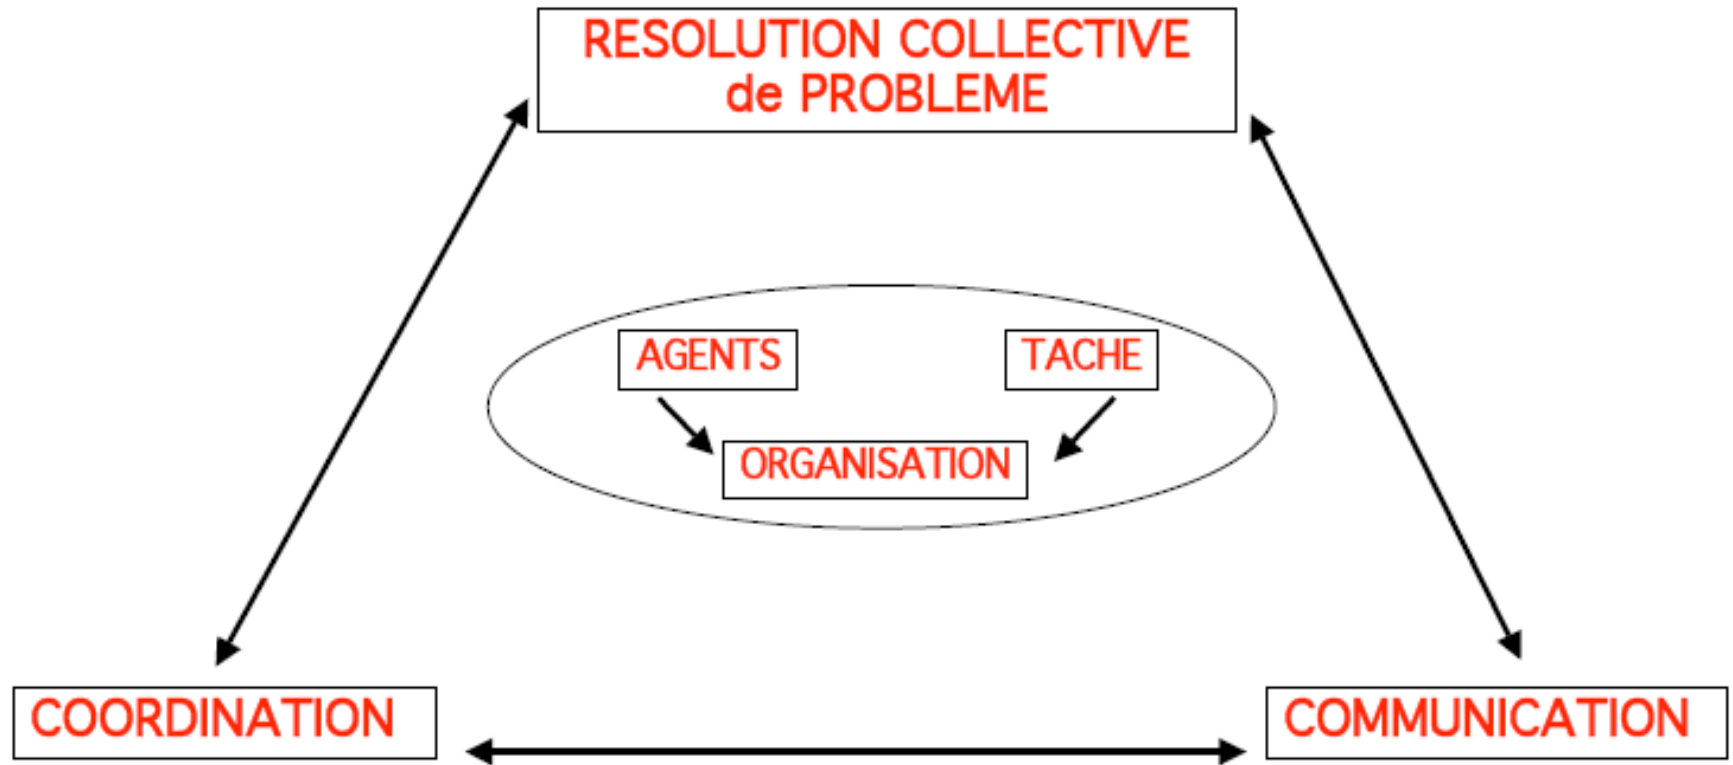 RESOLUTION COLLECTIVE
de PROBLEME
AGENTS
TACHE
ORGANISATION
COORDINATION
COMMUNICATION